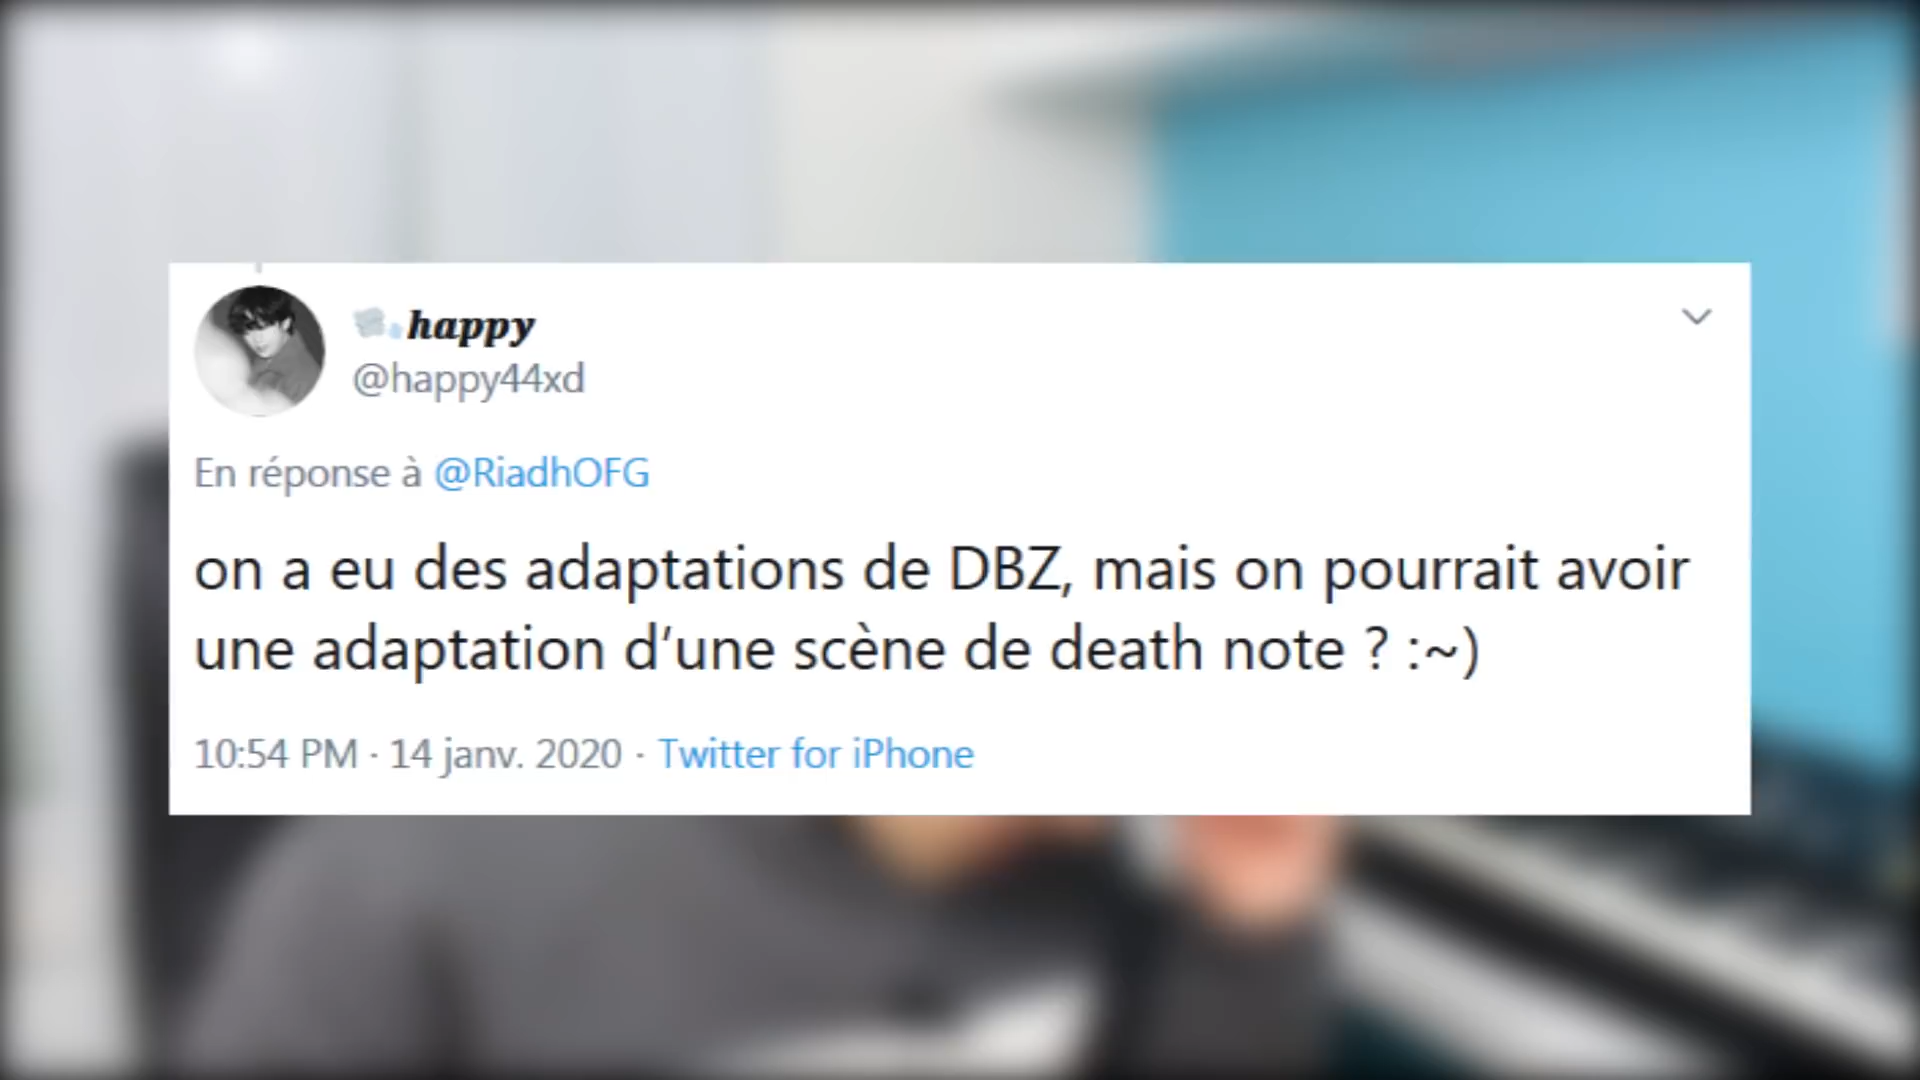 happy
@happy44xd
En réponse à @RiadhOFG
on a eu des adaptations de DBZ, mais on pourrait avoir
une adaptation d’une scène de death note ? :~)
10:54 PM · 14 janv. 2020 · Twitter for iPhone